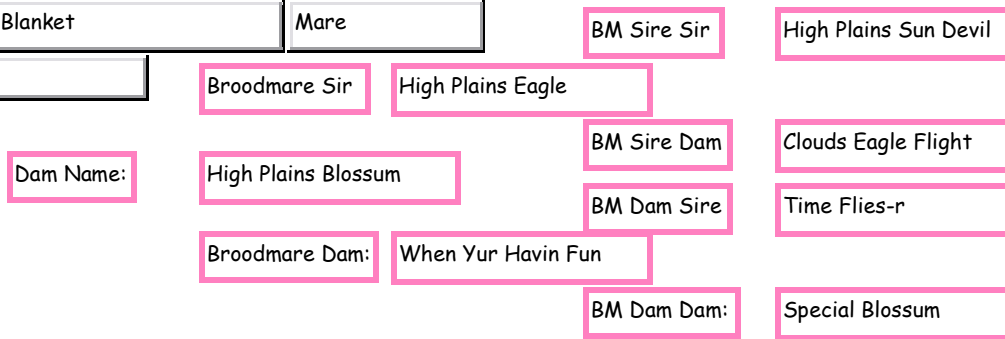 Blanket
Mare
BM Sire Sir
High Plains Sun Devil
Broodmare Sir
High Plains Eagle
BM Sire Dam
Clouds Eagle Flight
Dam Name:
High Plains Blossum
BM Dam Sire
Time Flies-r
Broodmare Dam:
When Yur Havin Fun
BM Dam Dam:
Special Blossum